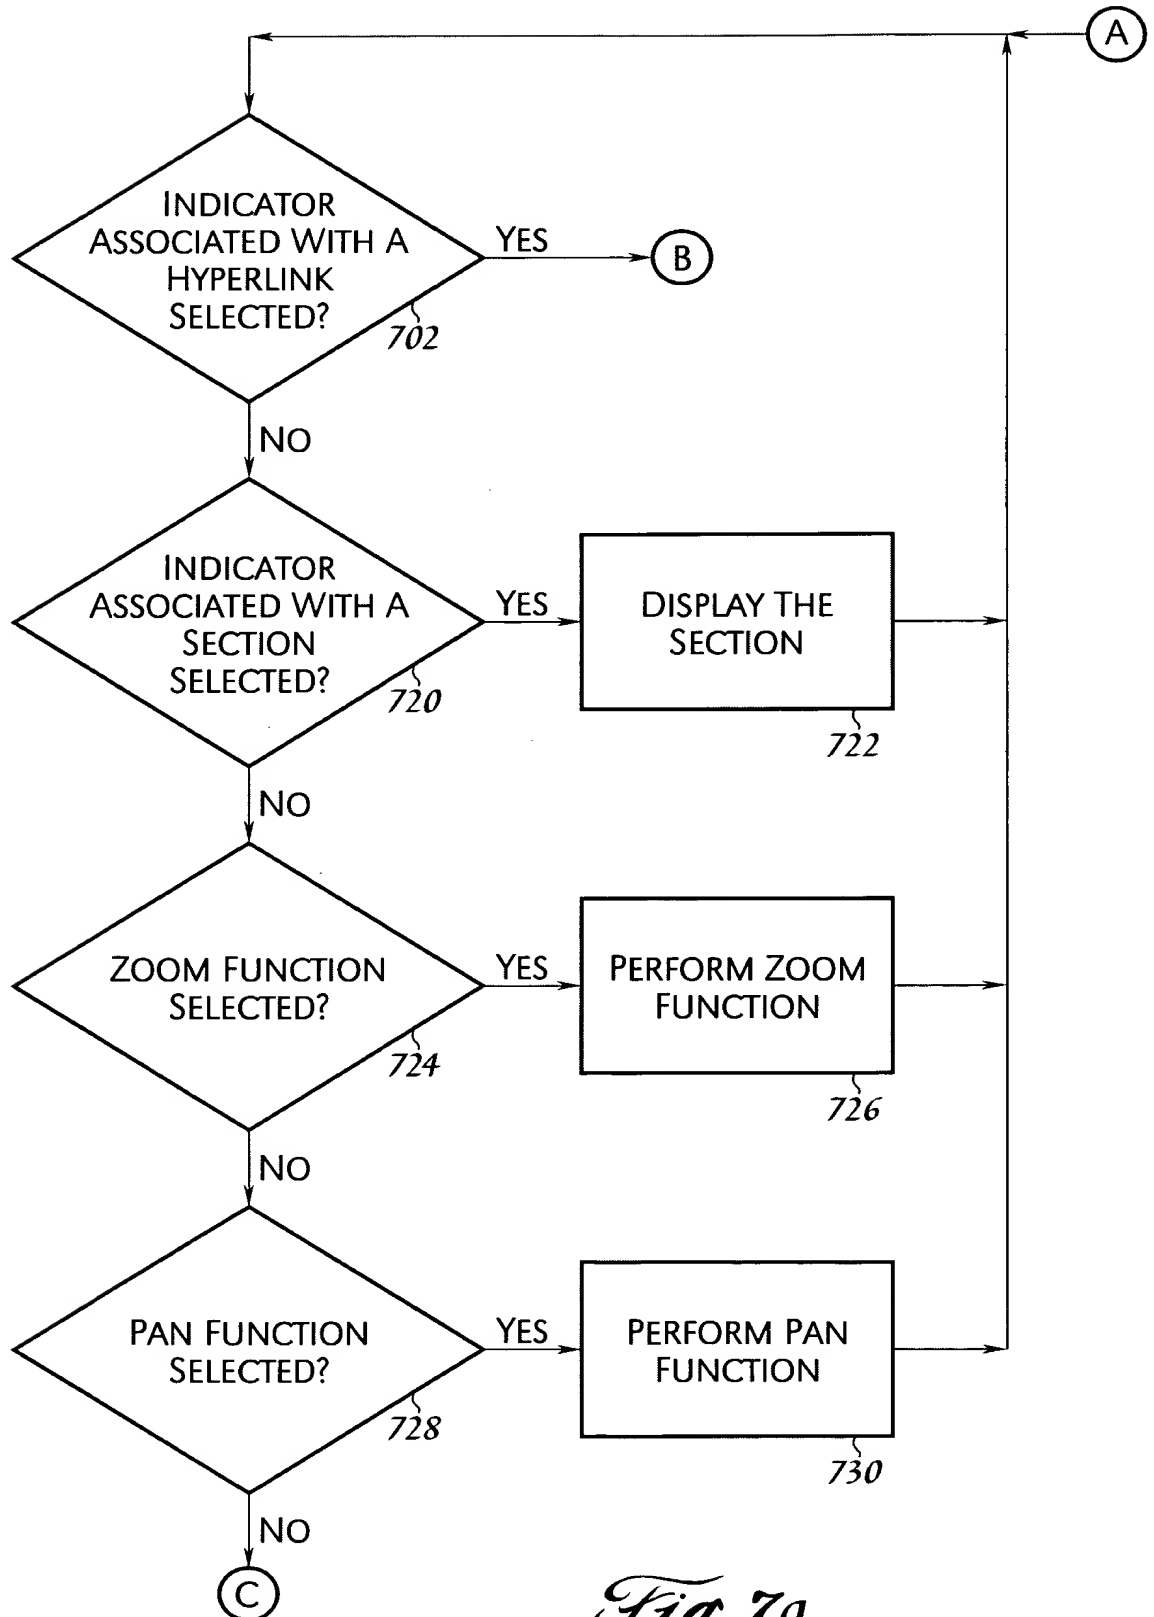 A
INDICATOR
ASSOCIATED WITH A
HYPERLINK
SELECTED?
702
YES
B
NO
INDICATOR
ASSOCIATED WITH A
SECTION
SELECTED?
720
YES
DISPLAY THE
SECTION
722
NO
ZOOM FUNCTION
SELECTED?
724
YES
PERFORM ZOOM
FUNCTION
726
NO
PAN FUNCTION
SELECTED?
728
YES
PERFORM PAN
FUNCTION
730
NO
C
Fig. 7a